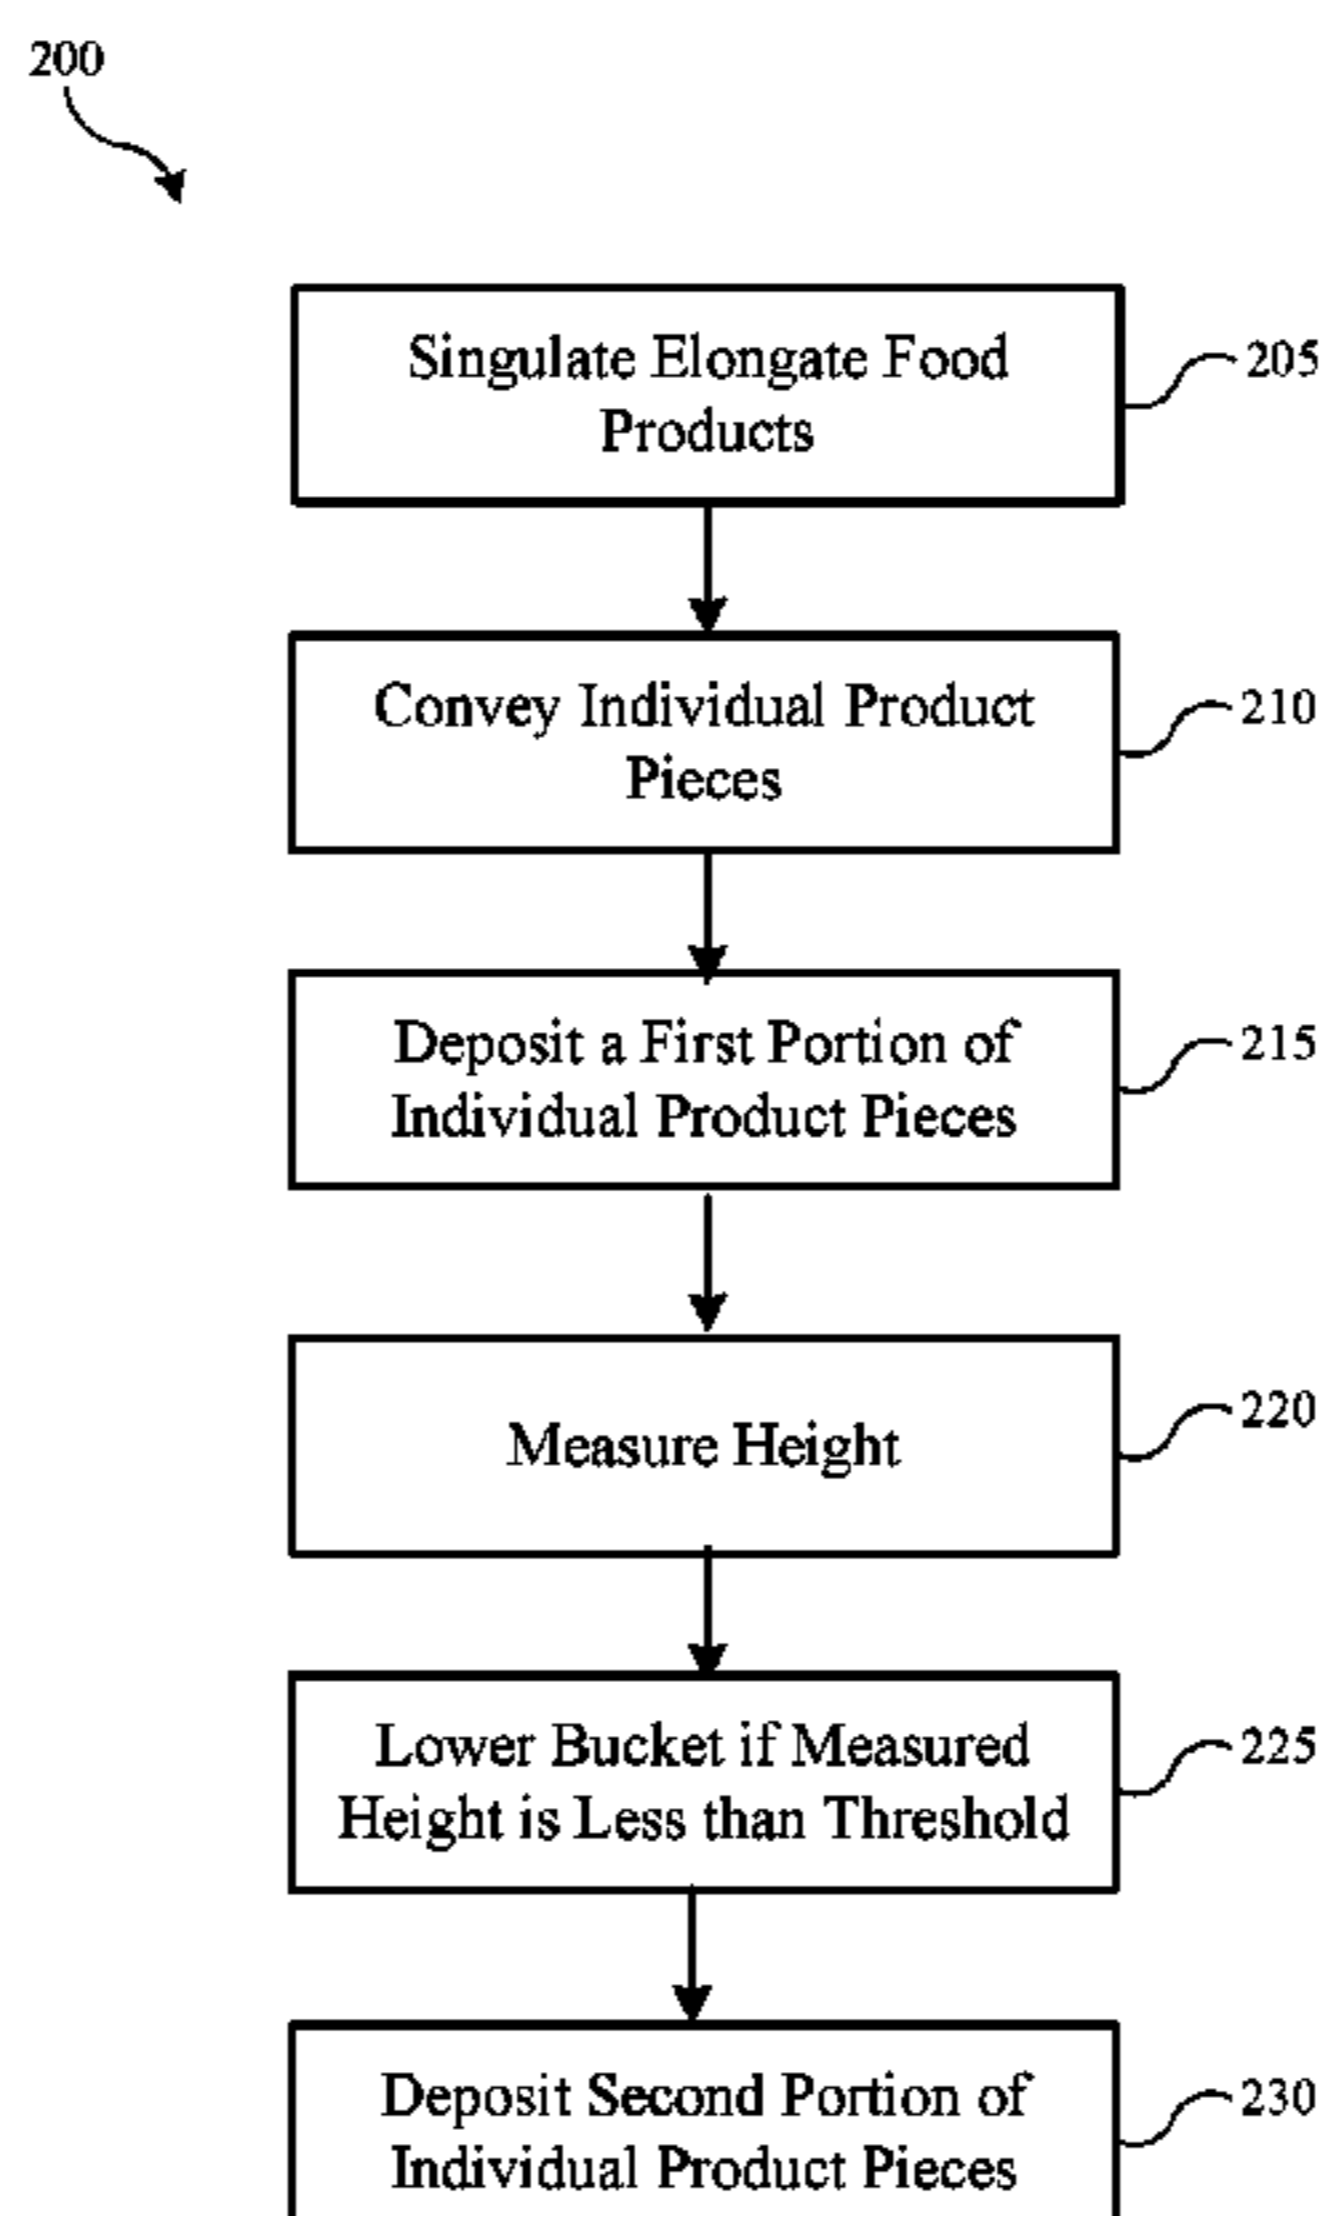 200
Singulate Elongate Food
Products
205
Convey Individual Product
Pieces
210
Deposit a First Portion of
Individual Product Pieces
215
Measure Height
220
Lower Bucket if Measured
Height is Less than Threshold
225
Deposit Second Portion of
Individual Product Pieces
230